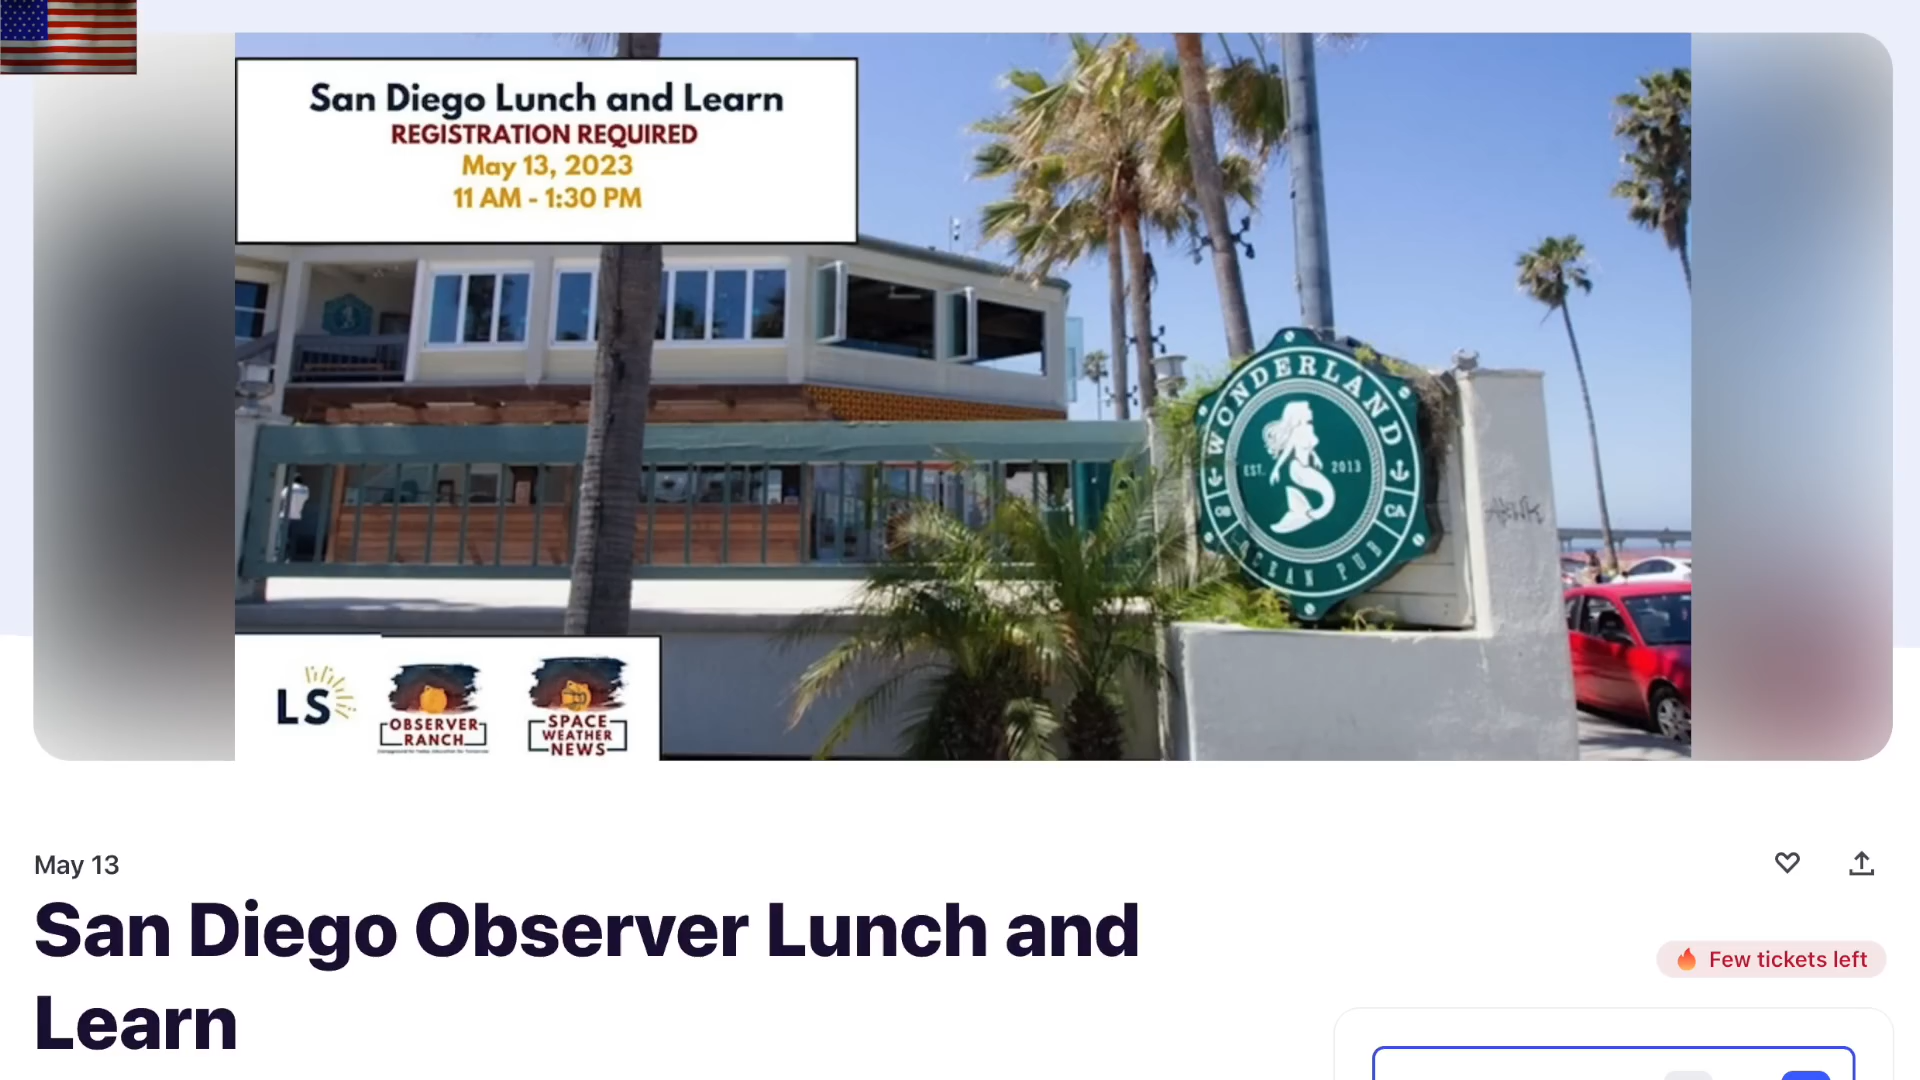 San Diego Lunch and Learn
REGISTRATION REQUIRED
May 13, 2023
11 AM - 1:30 PM
WONDERLAND
EST. 2013
OB CA
OCEAN PUB
LS
OBSERVER
RANCH
SPACE
WEATHER
NEWS
May 13
San Diego Observer Lunch and
Learn
Few tickets left